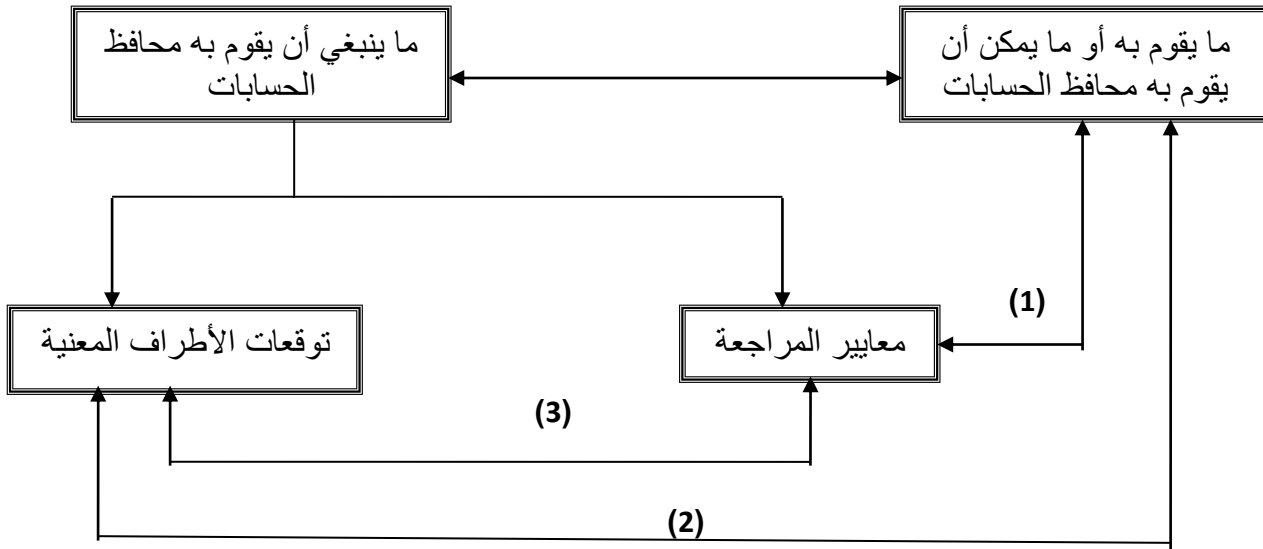 ما يقوم به أو ما يمكن أن
يقوم به محافظ الحسابات
ما ينبغي أن يقوم به محافظ
الحسابات
(1)
معايير المراجعة
توقعات الأطراف المعنية
(3)
(2)